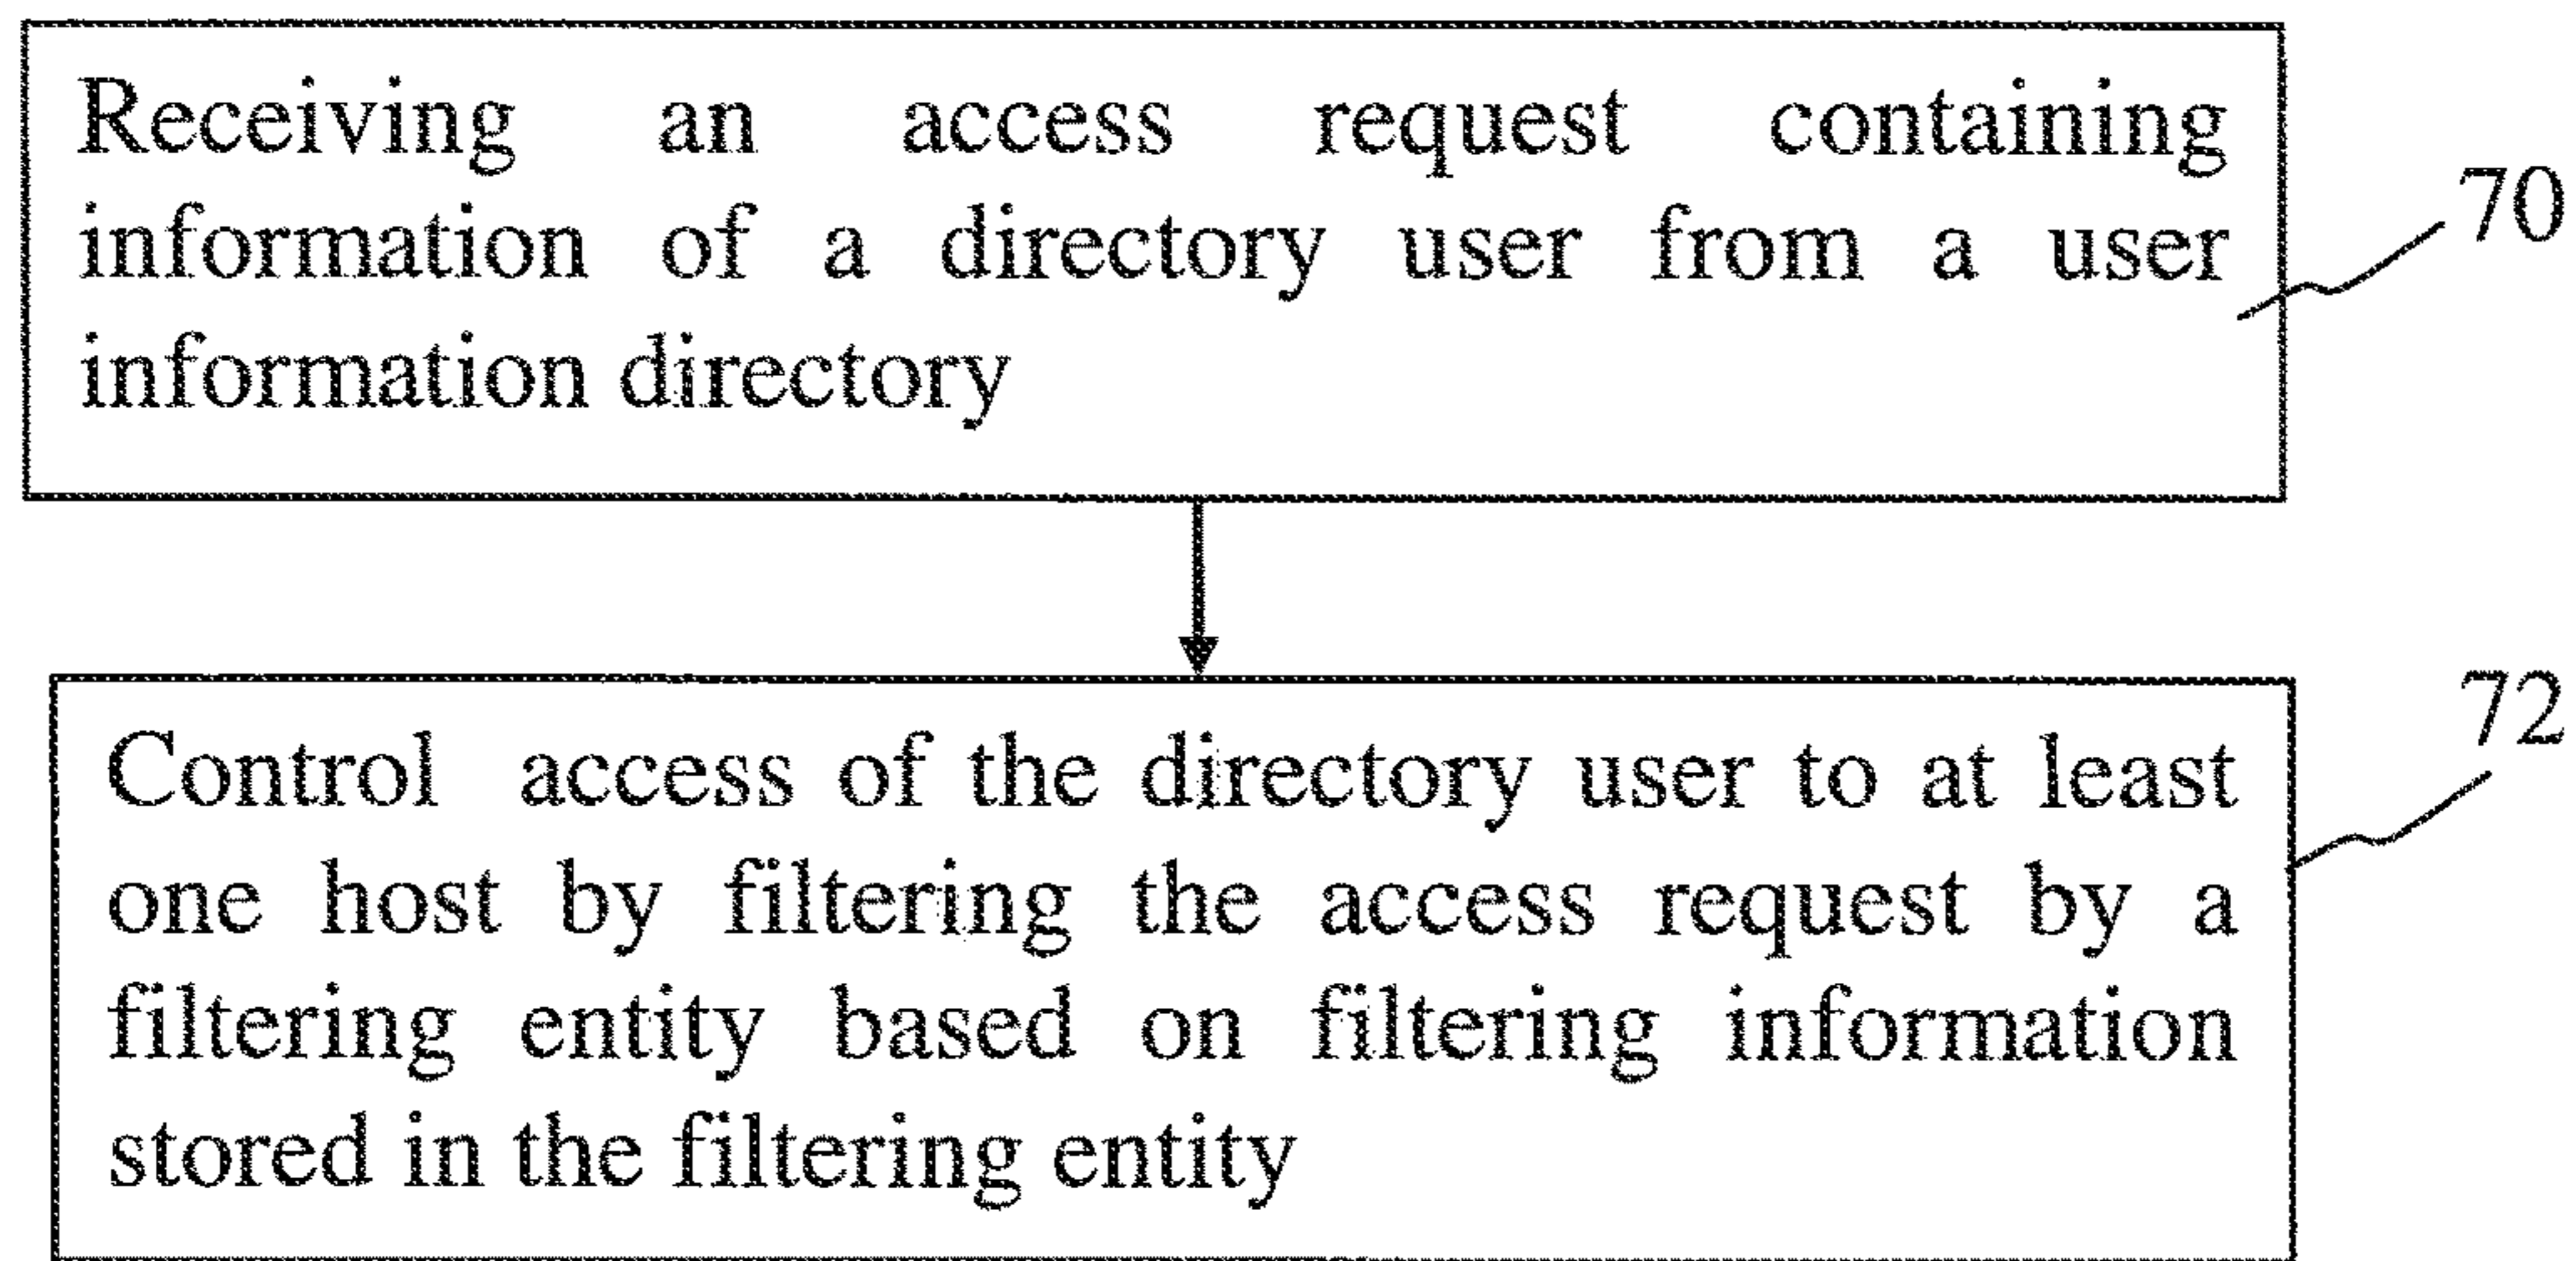 Receiving an access request containing
information of a directory user from a user
information directory
70
Control access of the directory user to at least
one host by filtering the access request by a
filtering entity based on filtering information
stored in the filtering entity
72